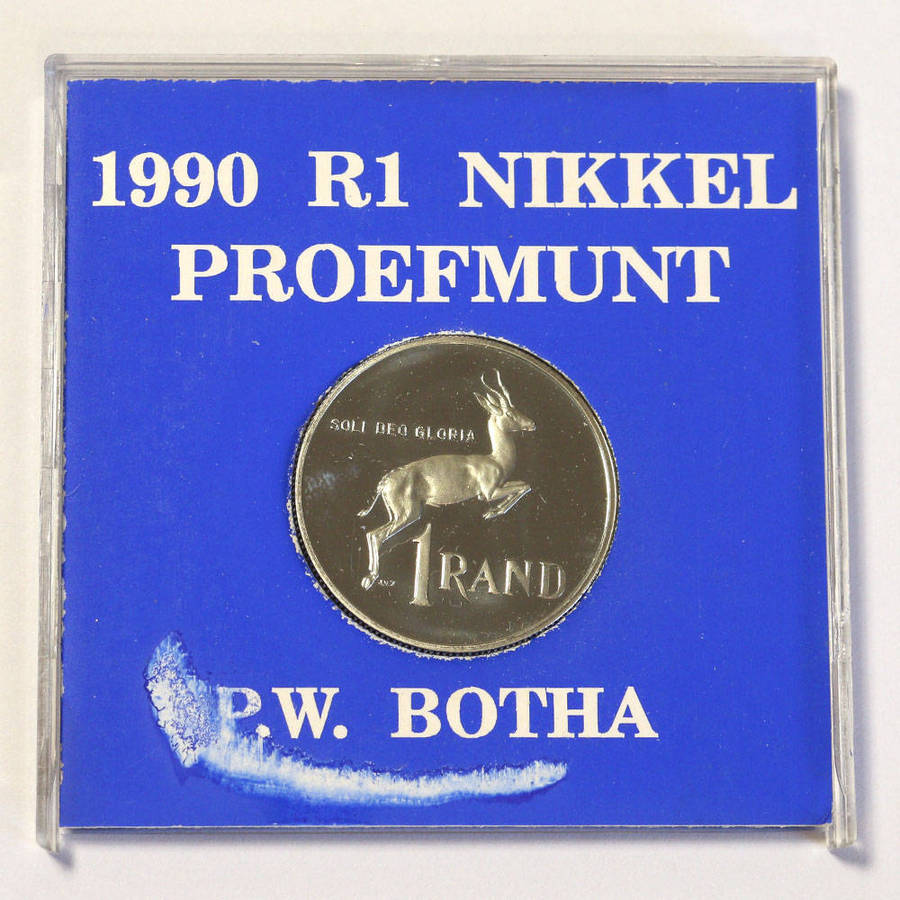 1990 R1 NIKKEL
PROEFMUNT
SOLI DEO GLORIA
1 RAND
P.W. BOTHA